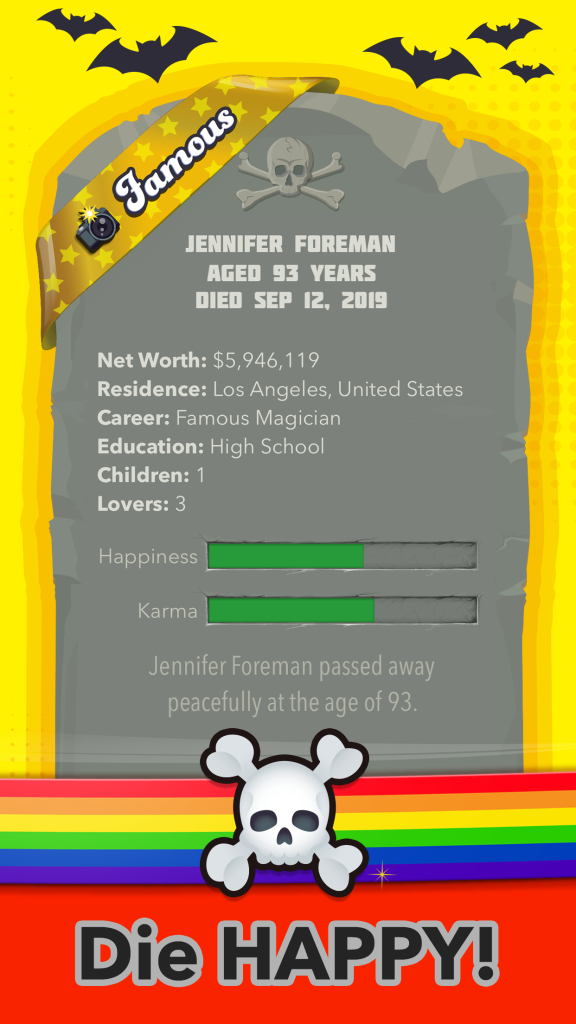 Famous
JENNIFER FOREMAN
AGED 93 YEARS
DIED SEP 12, 2019
Net Worth: $5,946,119
Residence: Los Angeles, United States
Career: Famous Magician
Education: High School
Children: 1
Lovers: 3
Happiness
Karma
Jennifer Foreman passed away
peacefully at the age of 93.
Die HAPPY!